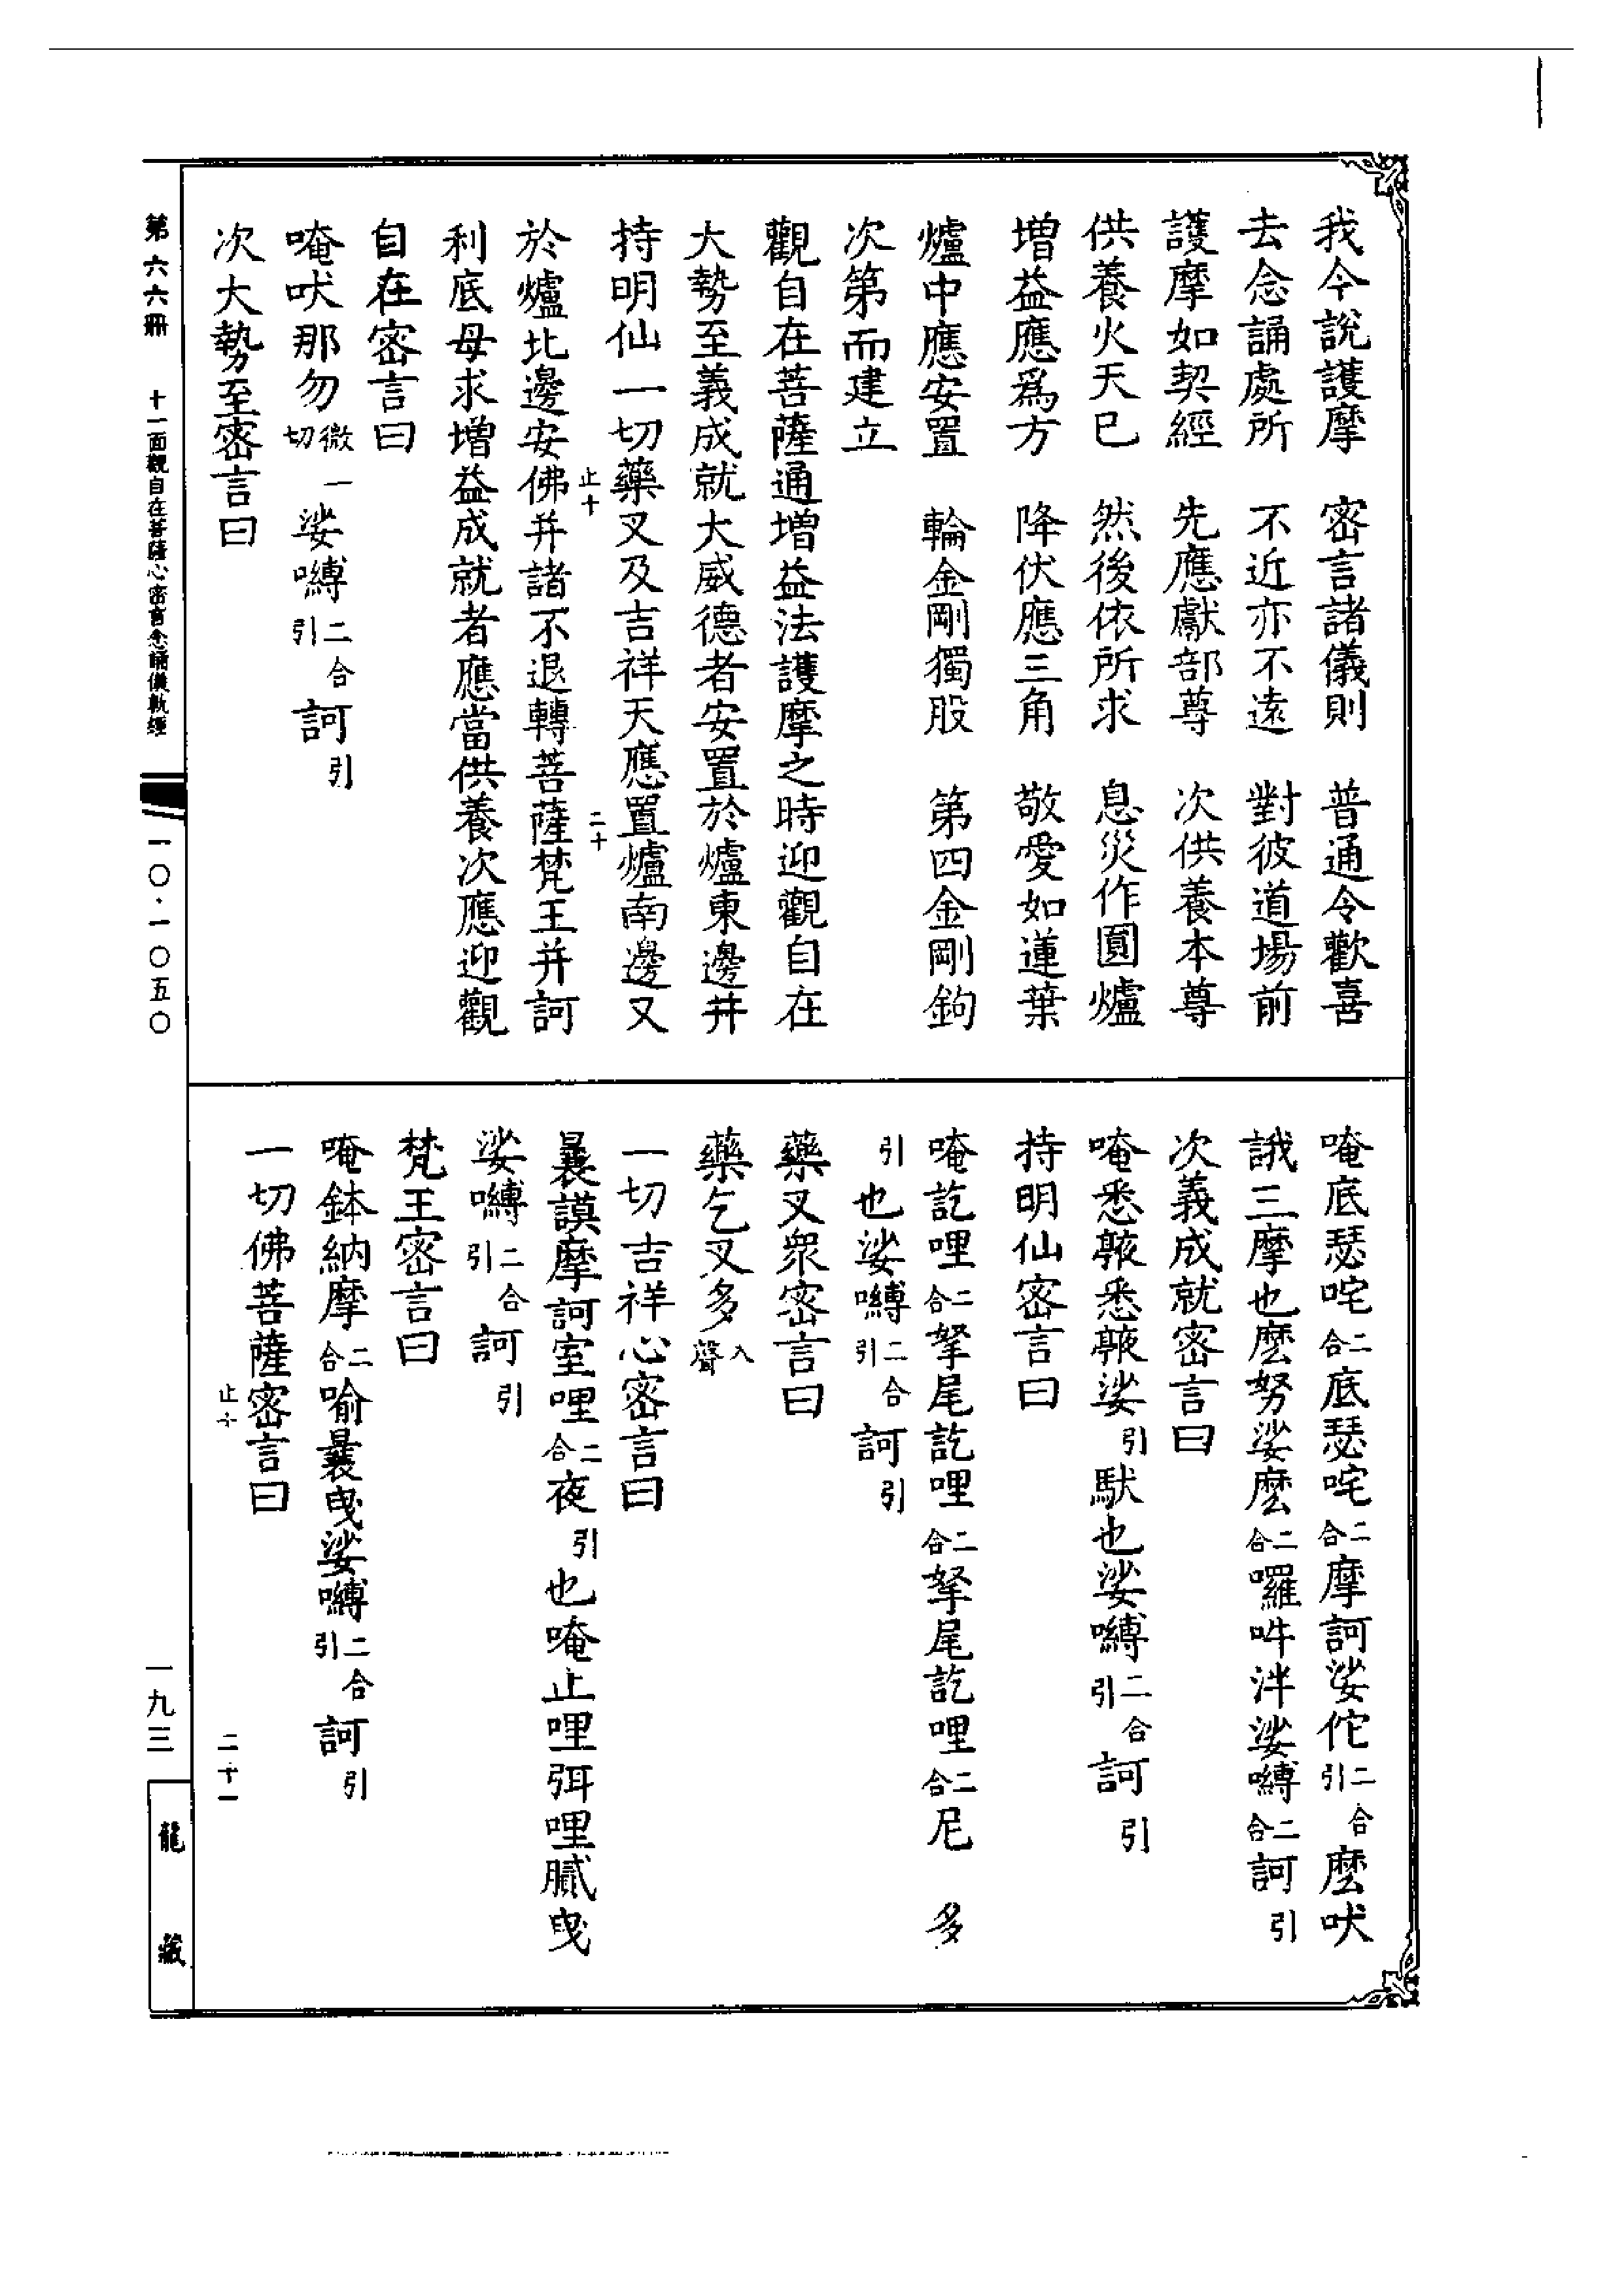 我今說護摩　密言諸儀則　普通令歡喜
去念誦處所　不近亦不遠　對彼道場前
護摩如契經　先應獻部尊　次供養本尊
供養火天已　然後依所求　息災作圓爐
增益應爲方　降伏應三角　敬愛如蓮葉
爐中應安置　輪金剛獨股　第四金剛鉤
次第而建立
觀自在菩薩通增益法護摩之時迎觀自在
大勢至義成就大威德者安置於爐東邊并
持明仙一切藥叉及吉祥天應置爐南邊又
止十　二十
於爐北邊安佛并諸不退轉菩薩梵王并訶
利底母求增益成就者應當供養次應迎觀
自在密言曰
唵吠那勿微一切娑嚩二合引訶引
次大勢至密言曰
唵底瑟咤二合底瑟咤二合摩訶娑佗二合引麽吠
誐三摩也麽努娑麽二合囉吽泮娑嚩二合訶引
次義成就密言曰
唵悉䠒悉䠒娑引馱也娑嚩二合引訶引
持明仙密言曰
唵訖哩二合拏尾訖哩二合拏尾訖哩二合尼　多
引也娑嚩二合引訶引
藥叉眾密言曰
藥乞叉多入聲
一切吉祥心密言曰
曩謨摩訶室哩二合夜引也唵止哩弭哩膩曳
娑嚩二合引訶引
梵王密言曰
唵鉢納摩二合喻曩曳娑嚩二合引訶引
一切佛菩薩密言曰
止十　二十一
第六六冊　十一面觀自在菩薩心密言念誦儀軌經　一〇·一〇五〇　一九三　龍藏